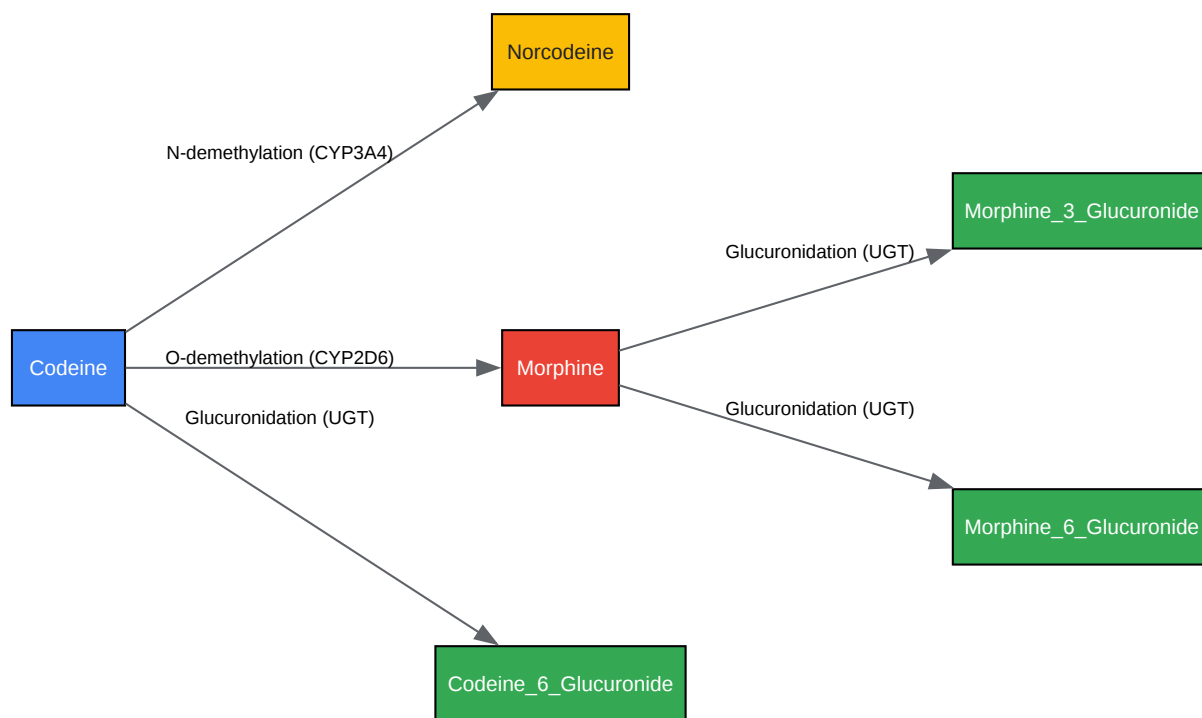 Norcodeine
N-demethylation (CYP3A4)
Morphine_3_Glucuronide
Glucuronidation (UGT)
Codeine
O-demethylation (CYP2D6)
Morphine
Glucuronidation (UGT)
Glucuronidation (UGT)
Morphine_6_Glucuronide
Codeine_6_Glucuronide